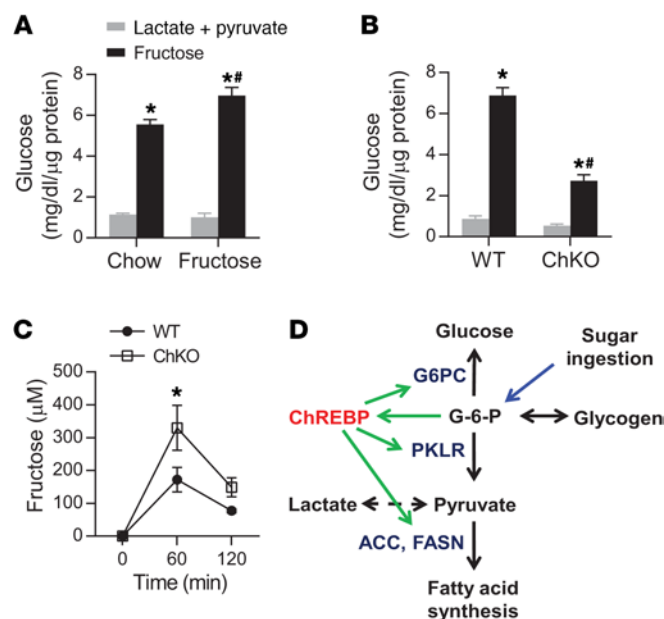 A
Lactate + pyruvate
Fructose
Glucose
(mg/dl/μg protein)
8
6
4
2
0
*
*#
Chow
Fructose
B
Glucose
(mg/dl/μg protein)
8
4
2
0
*
*#
WT
ChKO
C
WT
ChKO
Fructose (μM)
500
400
300
200
100
0
*
0
60
120
Time (min)
D
Glucose
Sugar
ingestion
G6PC
ChREBP
G-6-P
Glycogen
PKLR
Lactate
Pyruvate
ACC, FASN
Fatty acid
synthesis